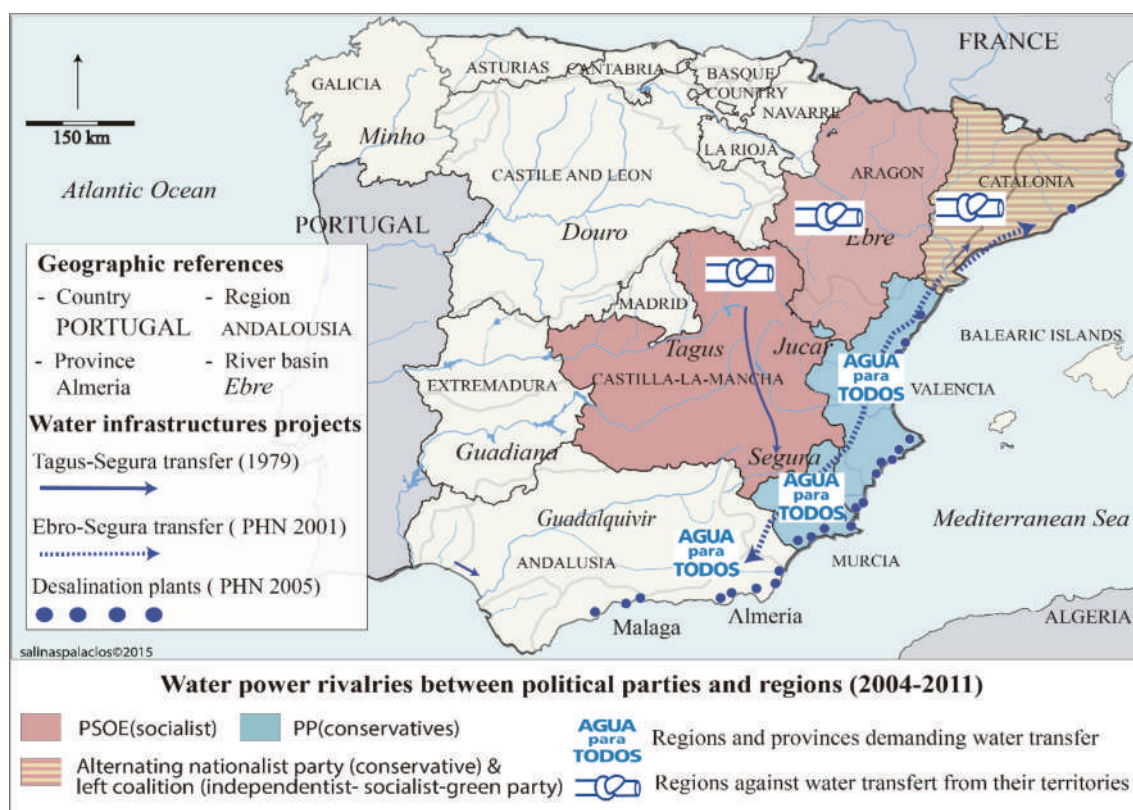 FRANCE
ASTURIAS
CANTABRIA
BASQUE
COUNTRY
GALICIA
NAVARRE
150 km
Minho
LA RIOJA
ARAGON
CATALONIA
Atlantic Ocean
CASTILE AND LEON
PORTUGAL
Douro
Ebre
Geographic references
- Country
- Region
PORTUGAL
ANDALOUSIA
- Province
- River basin
Almeria
Ebre
MADRID
Tagus
Jucar
BALEARIC ISLANDS
AGUA
para
TODOS
CASTILLA-LA-MANCHA
EXTREMADURA
VALENCIA
Water infrastructures projects
Guadiana
Segura
Tagus-Segura transfer (1979)
AGUA
para
TODOS
Ebro-Segura transfer ( PHN 2001)
Guadalquivir
Mediterranean Sea
AGUA
para
TODOS
ANDALUSIA
MURCIA
Desalination plants ( PHN 2005)
Malaga
Almeria
ALGERIA
salinaspalacios©2015
Water power rivalries between political parties and regions (2004-2011)
PSOE(socialist)
PP(conservatives)
AGUA
para
TODOS
Regions and provinces demanding water transfer
Alternating nationalist party (conservative) &
left coalition (independentist- socialist-green party)
Regions against water transfert from their territories